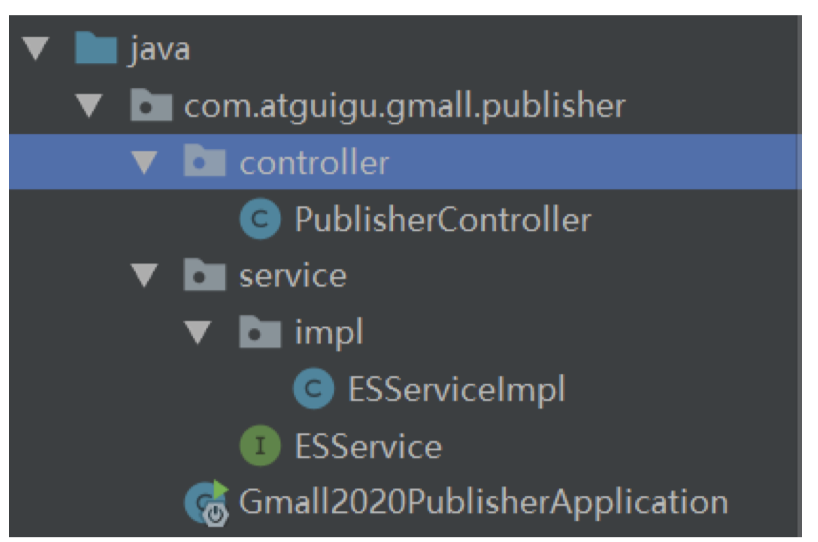 java
com.atguigu.gmall.publisher
controller
C PublisherController
service
impl
C ESServiceImpl
I ESService
Gmall2020PublisherApplication